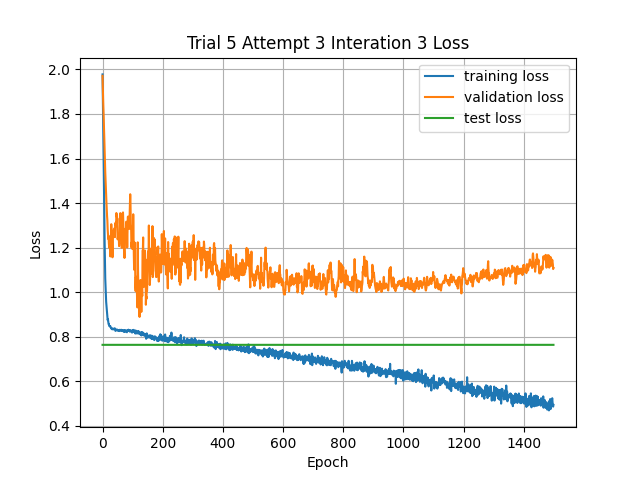 Trial 5 Attempt 3 Interation 3 Loss
training loss
validation loss
test loss
Loss
2.0
1.8
1.6
1.4
1.2
1.0
0.8
0.6
0.4
0 200 400 600 800 1000 1200 1400
Epoch